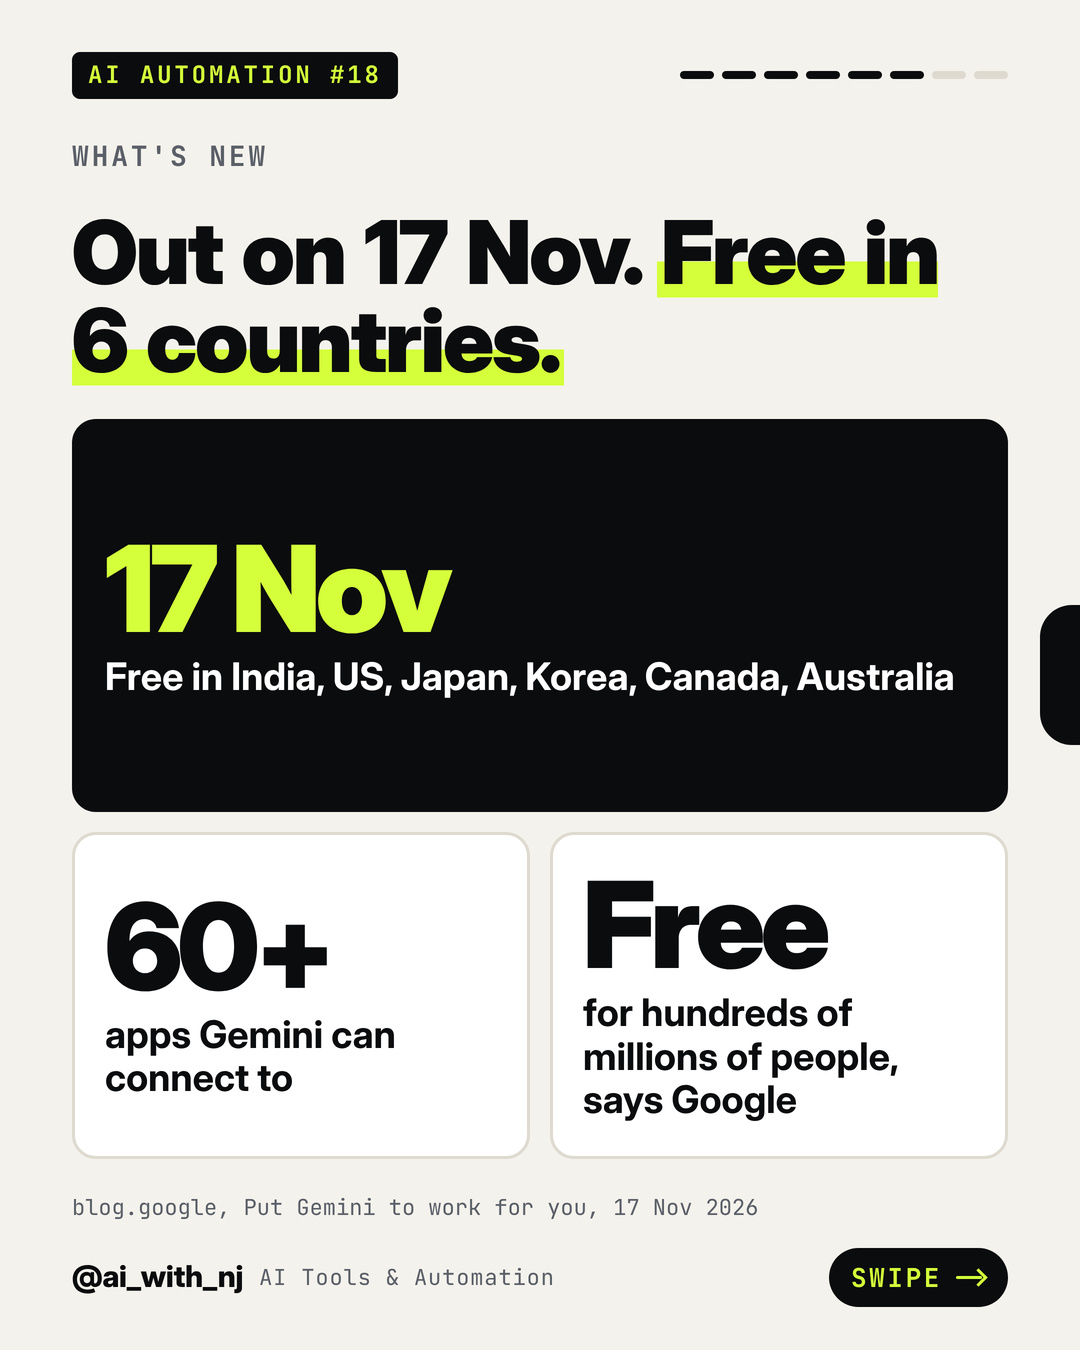 AI AUTOMATION #18
WHAT'S NEW
Out on 17 Nov. Free in
6 countries.
17 Nov
Free in India, US, Japan, Korea, Canada, Australia
60+
apps Gemini can
connect to
Free
for hundreds of
millions of people,
says Google
blog.google, Put Gemini to work for you, 17 Nov 2026
@ai_with_nj AI Tools & Automation
SWIPE →